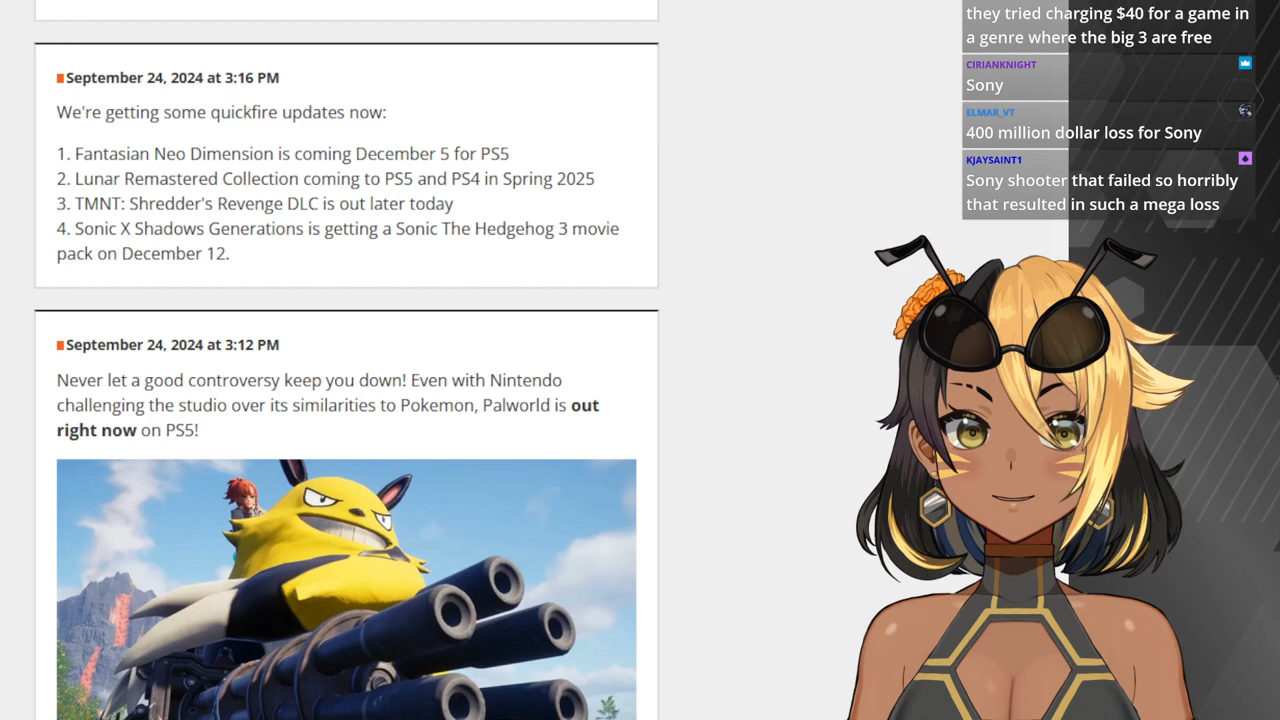 September 24, 2024 at 3:16 PM
We're getting some quickfire updates now:
1. Fantasian Neo Dimension is coming December 5 for PS5
2. Lunar Remastered Collection coming to PS5 and PS4 in Spring 2025
3. TMNT: Shredder's Revenge DLC is out later today
4. Sonic X Shadows Generations is getting a Sonic The Hedgehog 3 movie
pack on December 12.
September 24, 2024 at 3:12 PM
Never let a good controversy keep you down! Even with Nintendo
challenging the studio over its similarities to Pokemon, Palworld is out
right now on PS5!
they tried charging $40 for a game in
a genre where the big 3 are free
CIRIANKNIGHT
Sony
ELMAR_VT
400 million dollar loss for Sony
KJAYSAINT1
Sony shooter that failed so horribly
that resulted in such a mega loss